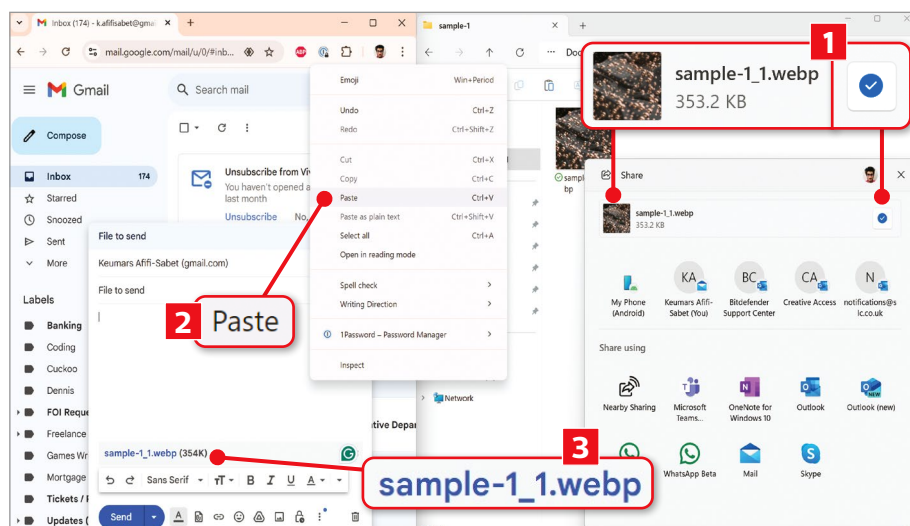 Inbox (174) - k.afifisabet@gmai
sample-1
mail.google.com/mail/u/0/#inb...
Gmail
Search mail
Compose
Inbox 174
Starred
Snoozed
Sent
More
Labels
Banking
Coding
Cuckoo
Dennis
FOI Reque
Freelance
Games Wr
Mortgage
Tickets / F
Updates (
Unsubscribe from Vi
You haven't opened a
last month
Unsubscribe No,
File to send
Keumars Afifi-Sabet (gmail.com)
File to send
sample-1_1.webp (354K)
Sans Serif
Send
Emoji Win+Period
Undo Ctrl+Z
Redo Ctrl+Shift+Z
Cut Ctrl+X
Copy Ctrl+C
Paste Ctrl+V
Paste as plain text Ctrl+Shift+V
Select all Ctrl+A
Open in reading mode
Spell check
Writing Direction
1Password – Password Manager
Inspect
2 Paste
3
sample-1_1.webp
tive Depar
Network
Doc
1
sample-1_1.webp
353.2 KB
sampl
bp
Share
sample-1_1.webp
353.2 KB
KA
BC
CA
N
My Phone
(Android)
Keumars Afifi-
Sabet (You)
Bitdefender
Support Center
Creative Access
notifications@s
lc.co.uk
Share using
Nearby Sharing
Microsoft
Teams...
OneNote for
Windows 10
Outlook
Outlook (new)
WhatsApp Beta
Mail
Skype